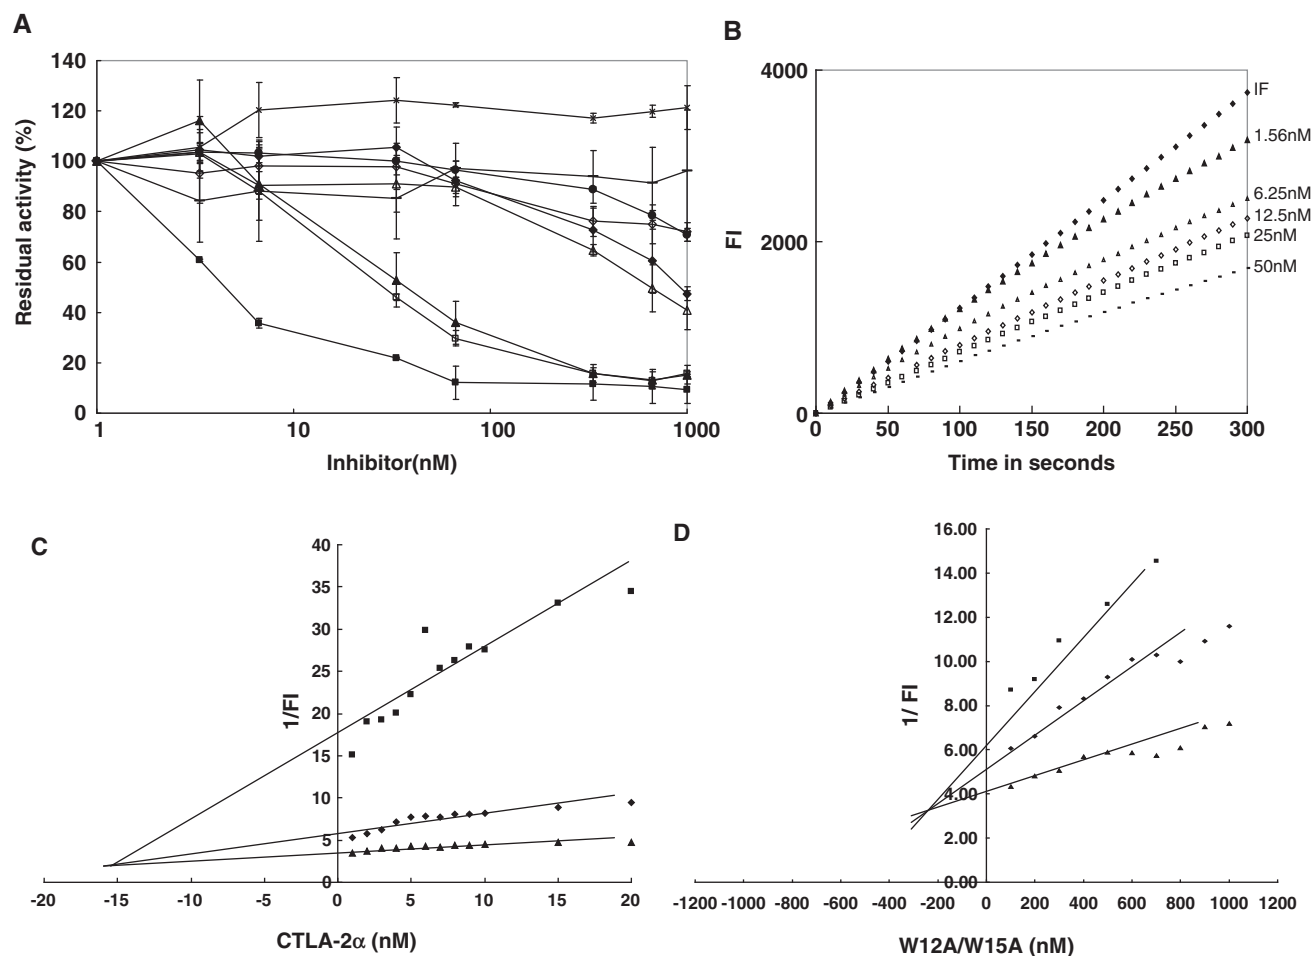 A
140
120
100
80
60
40
20
0
Residual activity (%)
1
10
100
1000
Inhibitor(nM)
B
4000
2000
0
FI
IF
1.56nM
6.25nM
12.5nM
25nM
50nM
0
50
100
150
200
250
300
Time in seconds
C
40
35
30
25
20
15
10
5
0
1/FI
-20
-15
-10
-5
0
5
10
15
20
CTLA-2α (nM)
D
16.00
14.00
12.00
10.00
8.00
6.00
4.00
2.00
0.00
1/ FI
-1200 -1000 -800 -600 -400 -200 0 200 400 600 800 1000 1200
W12A/W15A (nM)